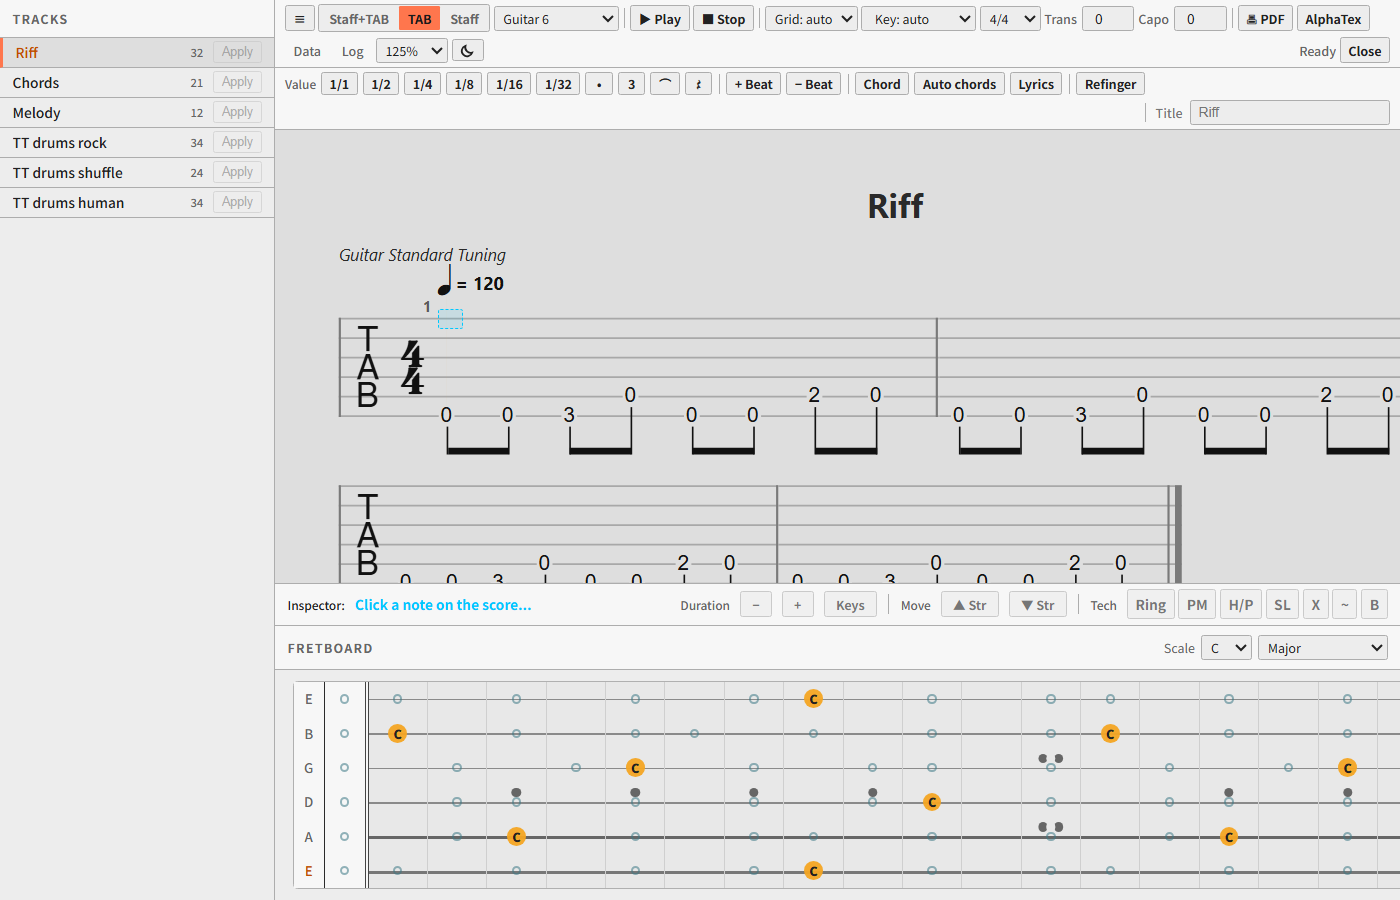 TRACKS
Riff 32 Apply
Chords 21 Apply
Melody 12 Apply
TT drums rock 34 Apply
TT drums shuffle 24 Apply
TT drums human 34 Apply
≡ Staff+TAB TAB Staff Guitar 6 ▶ Play ■ Stop Grid: auto Key: auto 4/4 Trans 0 Capo 0 PDF AlphaTex
Data Log 125% Ready Close
Value 1/1 1/2 1/4 1/8 1/16 1/32 • 3 + Beat − Beat Chord Auto chords Lyrics Refinger
Title Riff
Riff
Guitar Standard Tuning
= 120
1
T
A
B
4
4
0 2 0 0 2 0
0 0 3 0 0 0 0 3 0 0
T
A
B
0 2 0 0 2 0
0 0 3 0 0 0 0 3 0 0
Inspector: Click a note on the score... Duration − + Keys Move ▲ Str ▼ Str Tech Ring PM H/P SL X ~ B
FRETBOARD Scale C Major
E C
B C C
G C C
D C
A C C
E C